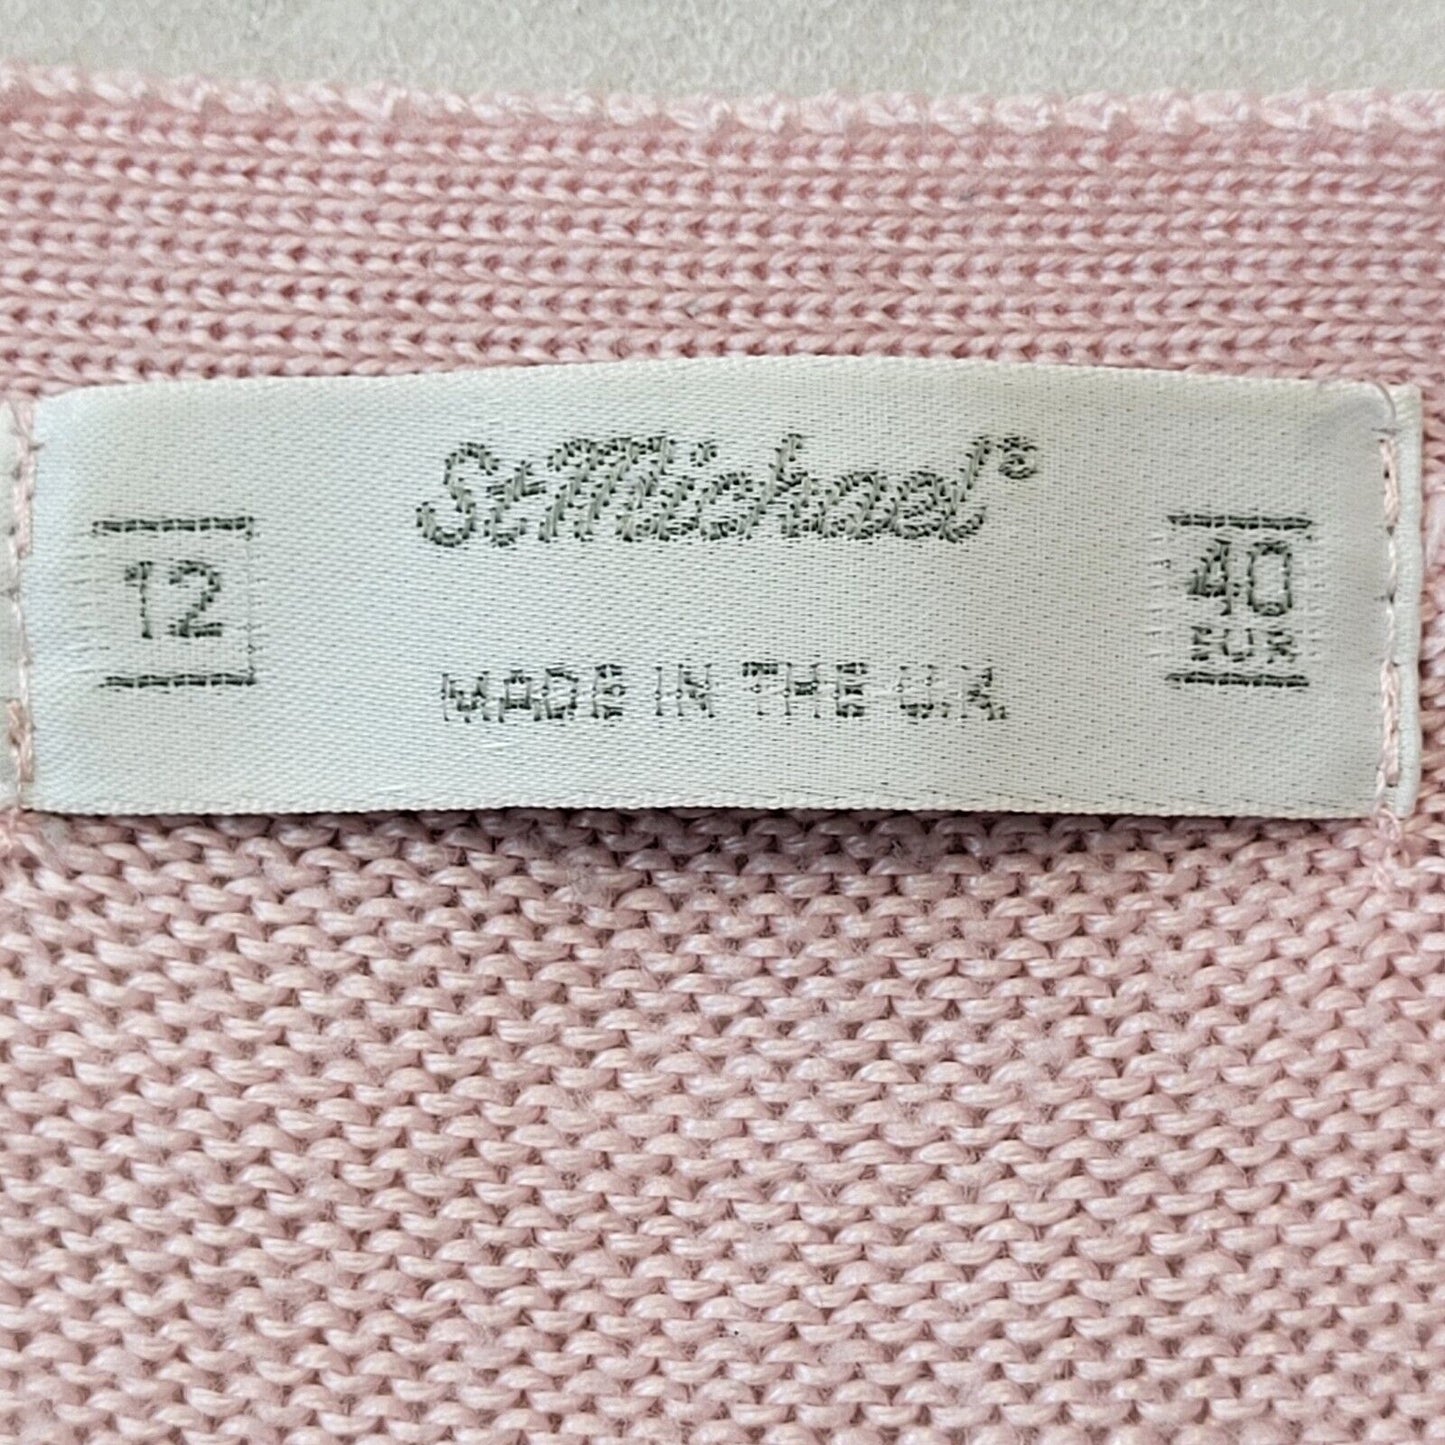 St Michael®
12
40
EUR
MADE IN THE U.K.